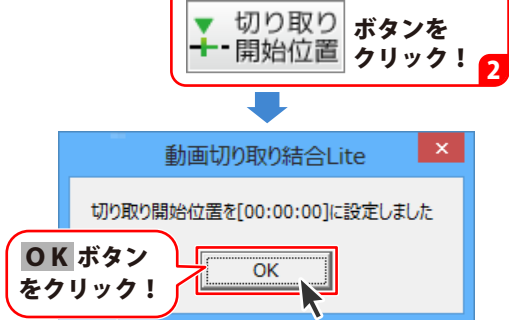 切り取り
開始位置
ボタンを
クリック！
2
動画切り取り結合Lite
×
切り取り開始位置を[00:00:00]に設定しました
OK ボタン
をクリック！
OK